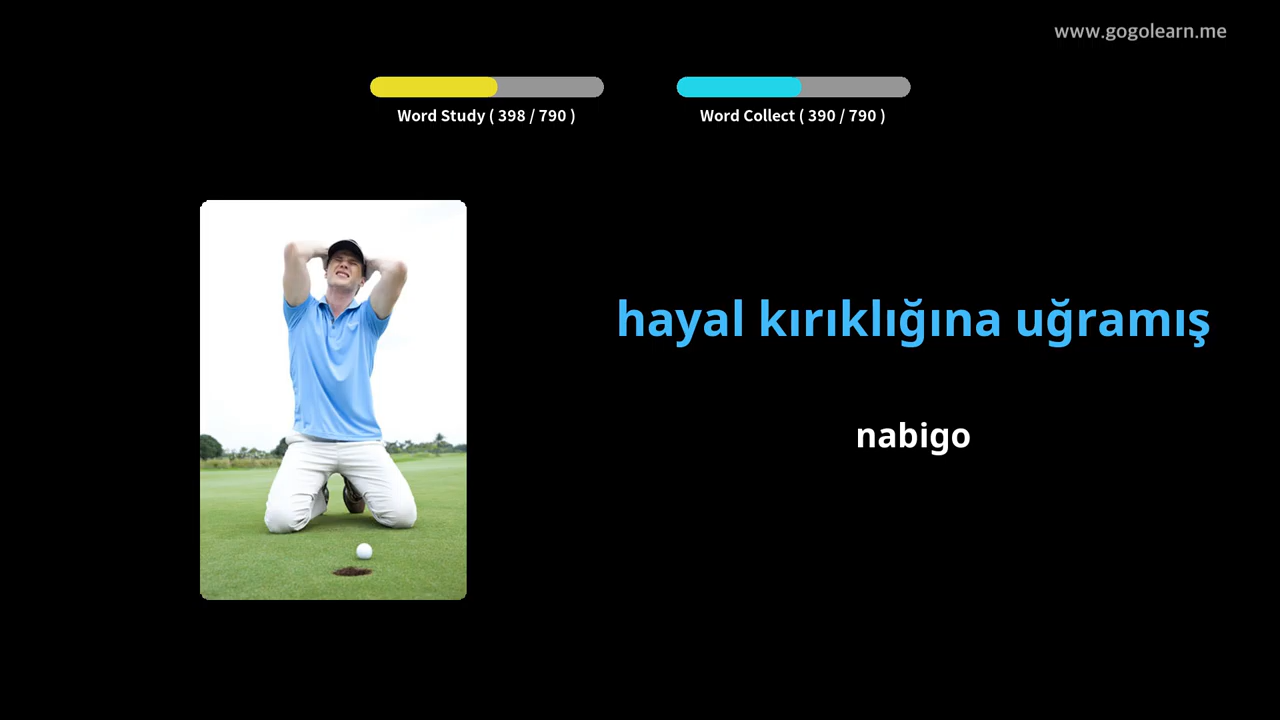 www.gogolearn.me
Word Study ( 398 / 790 )
Word Collect ( 390 / 790 )
hayal kırıklığına uğramış
nabigo